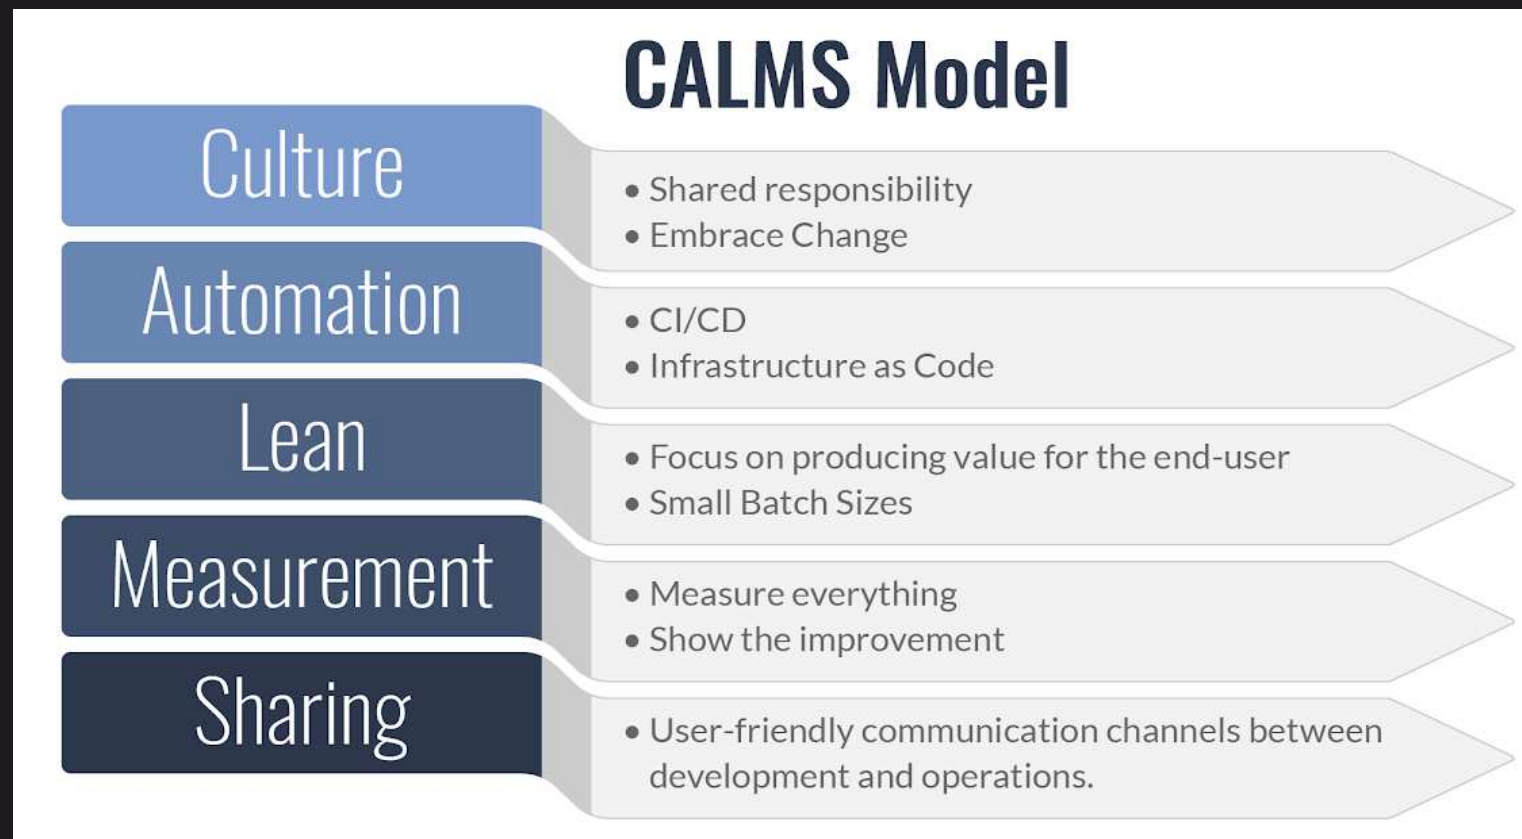 CALMS Model
Culture
• Shared responsibility
• Embrace Change
Automation
• CI/CD
• Infrastructure as Code
Lean
• Focus on producing value for the end-user
• Small Batch Sizes
Measurement
• Measure everything
• Show the improvement
Sharing
• User-friendly communication channels between
development and operations.